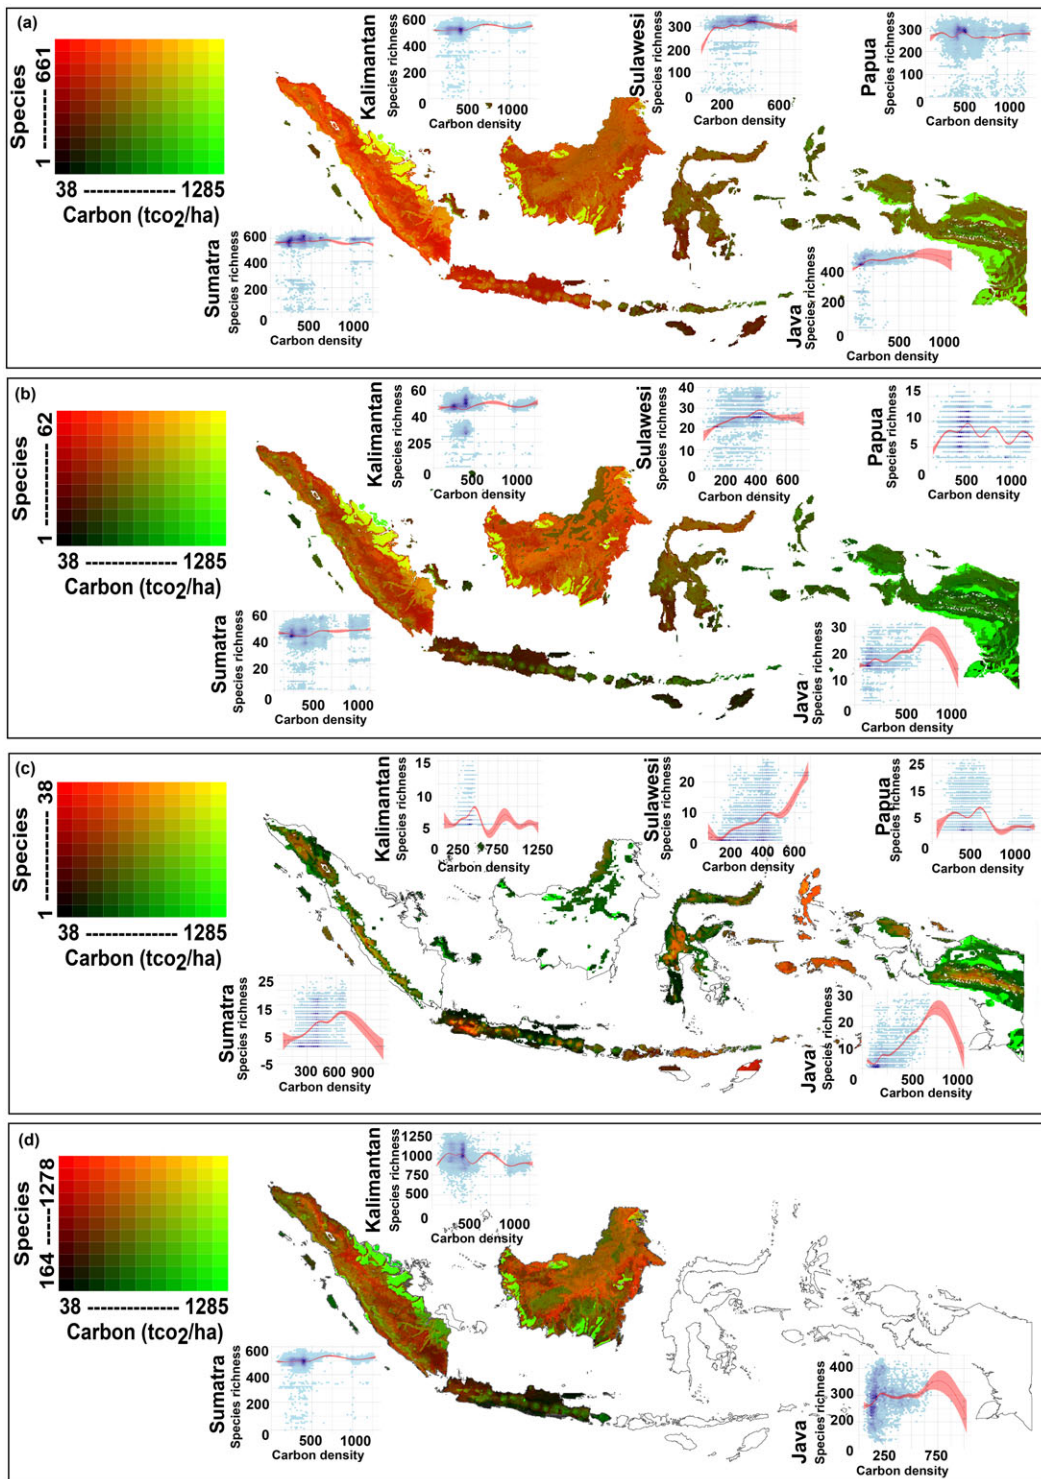 (a)
Species
1 ---------- 661
38 ---------------- 1285
Carbon (tco2/ha)
Kalimantan
Species richness
600
400
200
0
500 1000
Carbon density
Sulawesi
Species richness
300
200
100
0
200 600
Carbon density
Papua
Species richness
300
200
100
0
500 1000
Carbon density
Sumatra
Species richness
600
400
200
0
500 1000
Carbon density
Java
Species richness
400
200
0
500 1000
Carbon density
(b)
Species
1 ---------- 62
38 ---------------- 1285
Carbon (tco2/ha)
Kalimantan
Species richness
60
40
205
0
500 1000
Carbon density
Sulawesi
Species richness
40
30
20
10
0
200 400 600
Carbon density
Papua
Species richness
15
10
5
0
500 1000
Carbon density
Sumatra
Species richness
60
40
20
0
500 1000
Carbon density
Java
Species richness
30
20
10
0
500 1000
Carbon density
(c)
Species
1 ------------- 38
38 ---------------- 1285
Carbon (tco2/ha)
Kalimantan
Species richness
15
10
5
0 250 750 1250
Carbon density
Sulawesi
Species richness
20
10
0
200 400 600
Carbon density
Papua
Species richness
25
20
15
10
5
0 500 1000
Carbon density
Sumatra
Species richness
25
15
5
-5
300 600 900
Carbon density
Java
Species richness
30
20
10
0
500 1000
Carbon density
(d)
Species
164 ------1278
38 ---------------- 1285
Carbon (tco2/ha)
Kalimantan
Species richness
1250
1000
750
500
0
500 1000
Carbon density
Sumatra
Species richness
600
400
200
0
500 1000
Carbon density
Java
Species richness
400
300
200
0
250 750
Carbon density